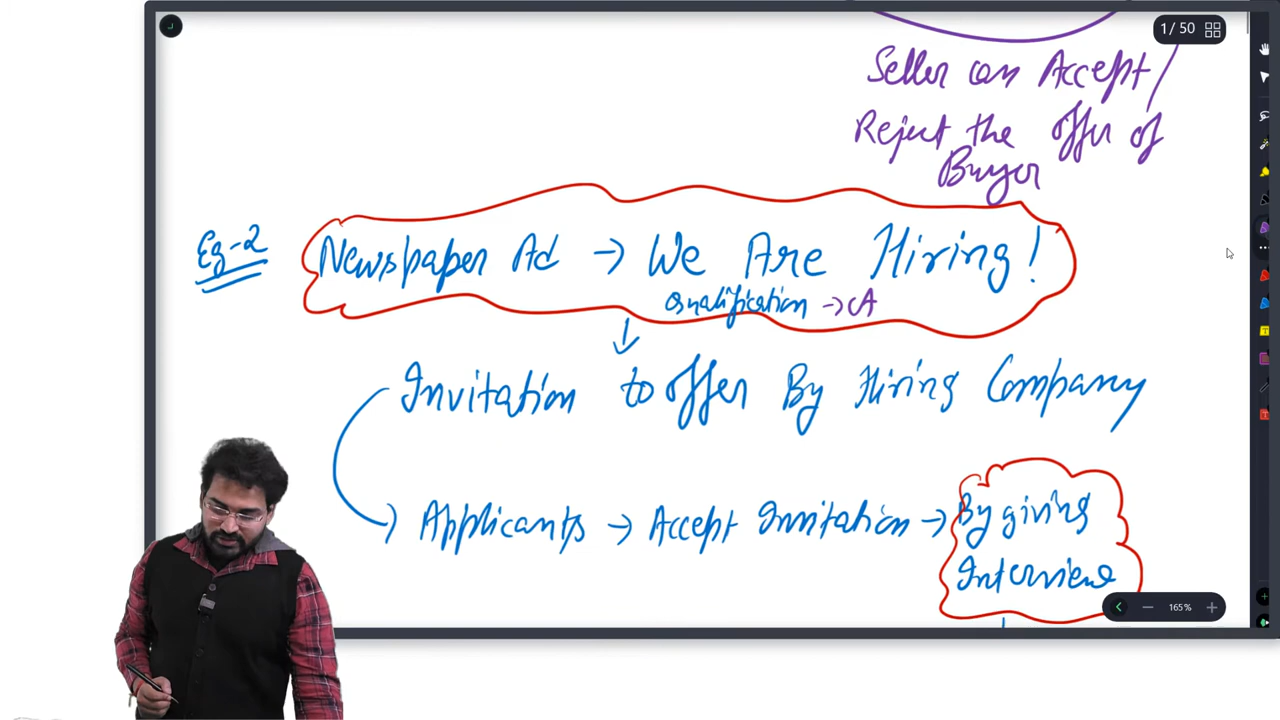 1 / 50
Seller can Accept/
Reject the offer of
Buyer
Eg-2
Newspaper Ad → We Are Hiring!
Qualification → CA
↓
Invitation to offer By Hiring Company
→ Applicants → Accept Invitation → By giving
Interview
165%